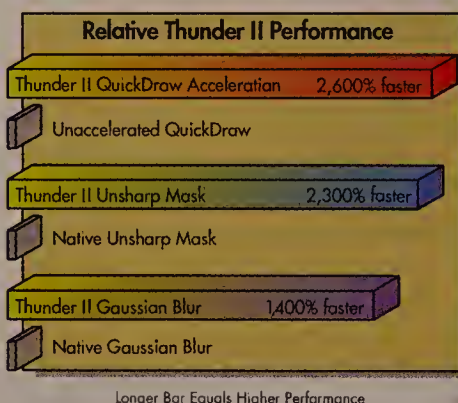 Relative Thunder II Performance
Thunder II QuickDraw Acceleration 2,600% faster
Unaccelerated QuickDraw
Thunder II Unsharp Mask 2,300% faster
Native Unsharp Mask
Thunder II Gaussian Blur 1,400% faster
Native Gaussian Blur
Longer Bar Equals Higher Performance